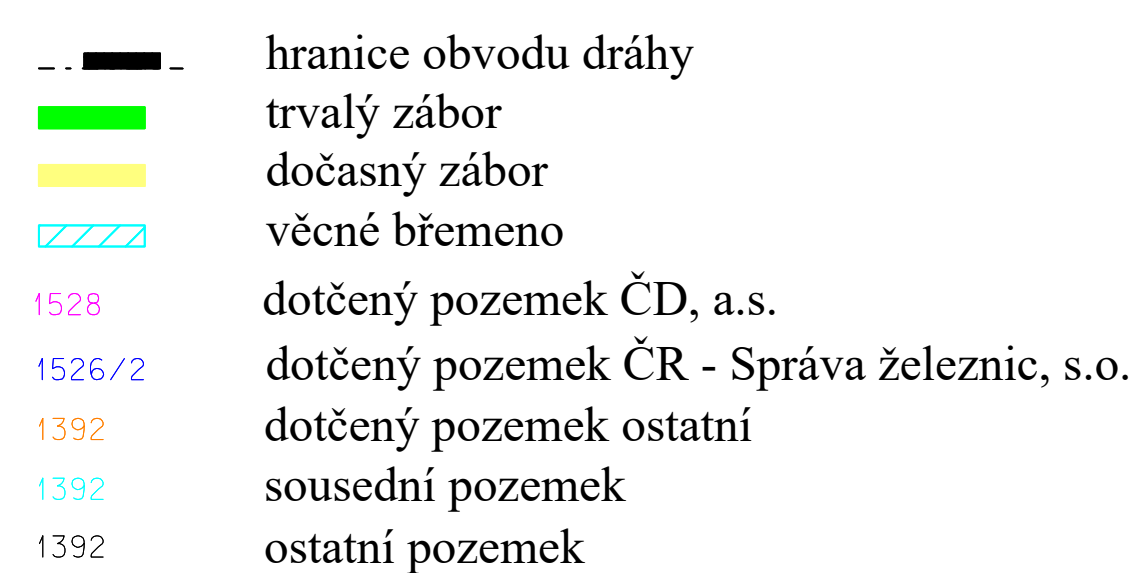 hranice obvodu dráhy
trvalý zábor
dočasný zábor
věcné břemeno
1528 dotčený pozemek ČD, a.s.
1526/2 dotčený pozemek ČR - Správa železnic, s.o.
1392 dotčený pozemek ostatní
1392 sousední pozemek
1392 ostatní pozemek